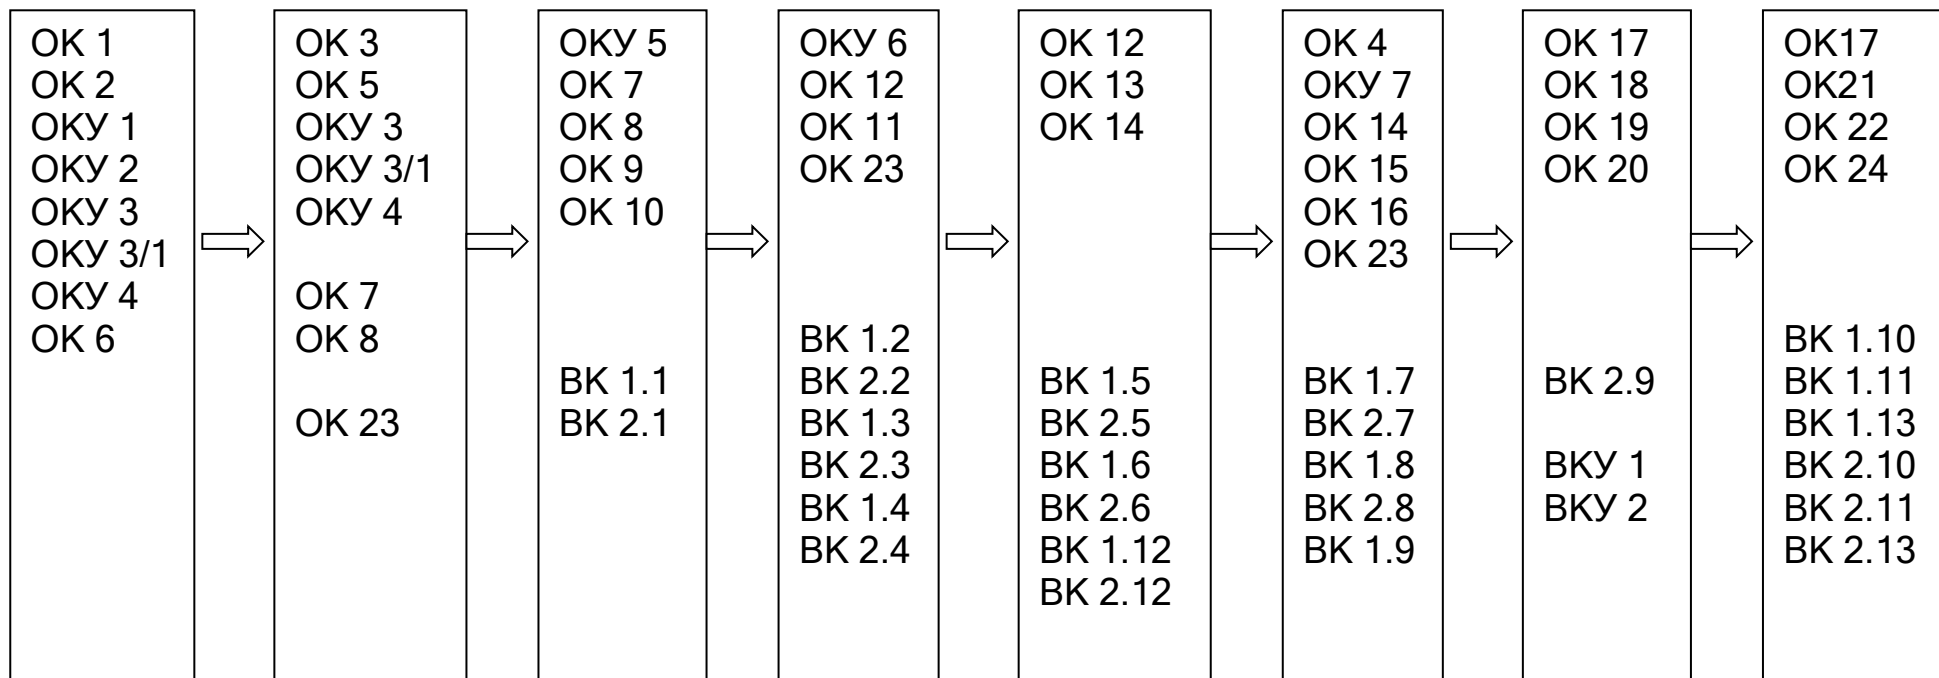 ОК 1
ОК 2
ОКУ 1
ОКУ 2
ОКУ 3
ОКУ 3/1
ОКУ 4
ОК 6
ОК 3
ОК 5
ОКУ 3
ОКУ 3/1
ОКУ 4
ОК 7
ОК 8
ОК 23
ОКУ 5
ОК 7
ОК 8
ОК 9
ОК 10
ВК 1.1
ВК 2.1
ОКУ 6
ОК 12
ОК 11
ОК 23
ВК 1.2
ВК 2.2
ВК 1.3
ВК 2.3
ВК 1.4
ВК 2.4
ОК 12
ОК 13
ОК 14
ВК 1.5
ВК 2.5
ВК 1.6
ВК 2.6
ВК 1.12
ВК 2.12
ОК 4
ОКУ 7
ОК 14
ОК 15
ОК 16
ОК 23
ВК 1.7
ВК 2.7
ВК 1.8
ВК 2.8
ВК 1.9
ОК 17
ОК 18
ОК 19
ОК 20
ВК 2.9
ВКУ 1
ВКУ 2
ОК17
ОК21
ОК 22
ОК 24
ВК 1.10
ВК 1.11
ВК 1.13
ВК 2.10
ВК 2.11
ВК 2.13